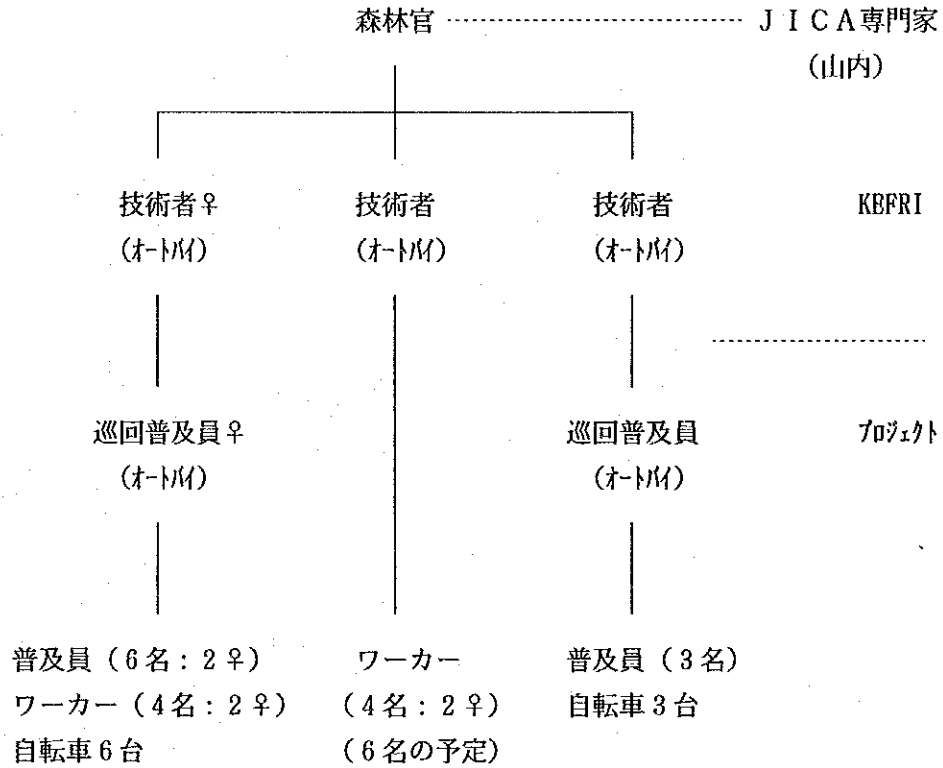 森林官 JICA専門家
(山内)
技術者♀ 技術者 技術者 KEFRI
(オートバイ) (オートバイ) (オートバイ)
巡回普及員♀ 巡回普及員 プロジェクト
(オートバイ) (オートバイ)
普及員(6名:2♀) ワーカー 普及員(3名)
ワーカー(4名:2♀) (4名:2♀) 自転車3台
自転車6台 (6名の予定)